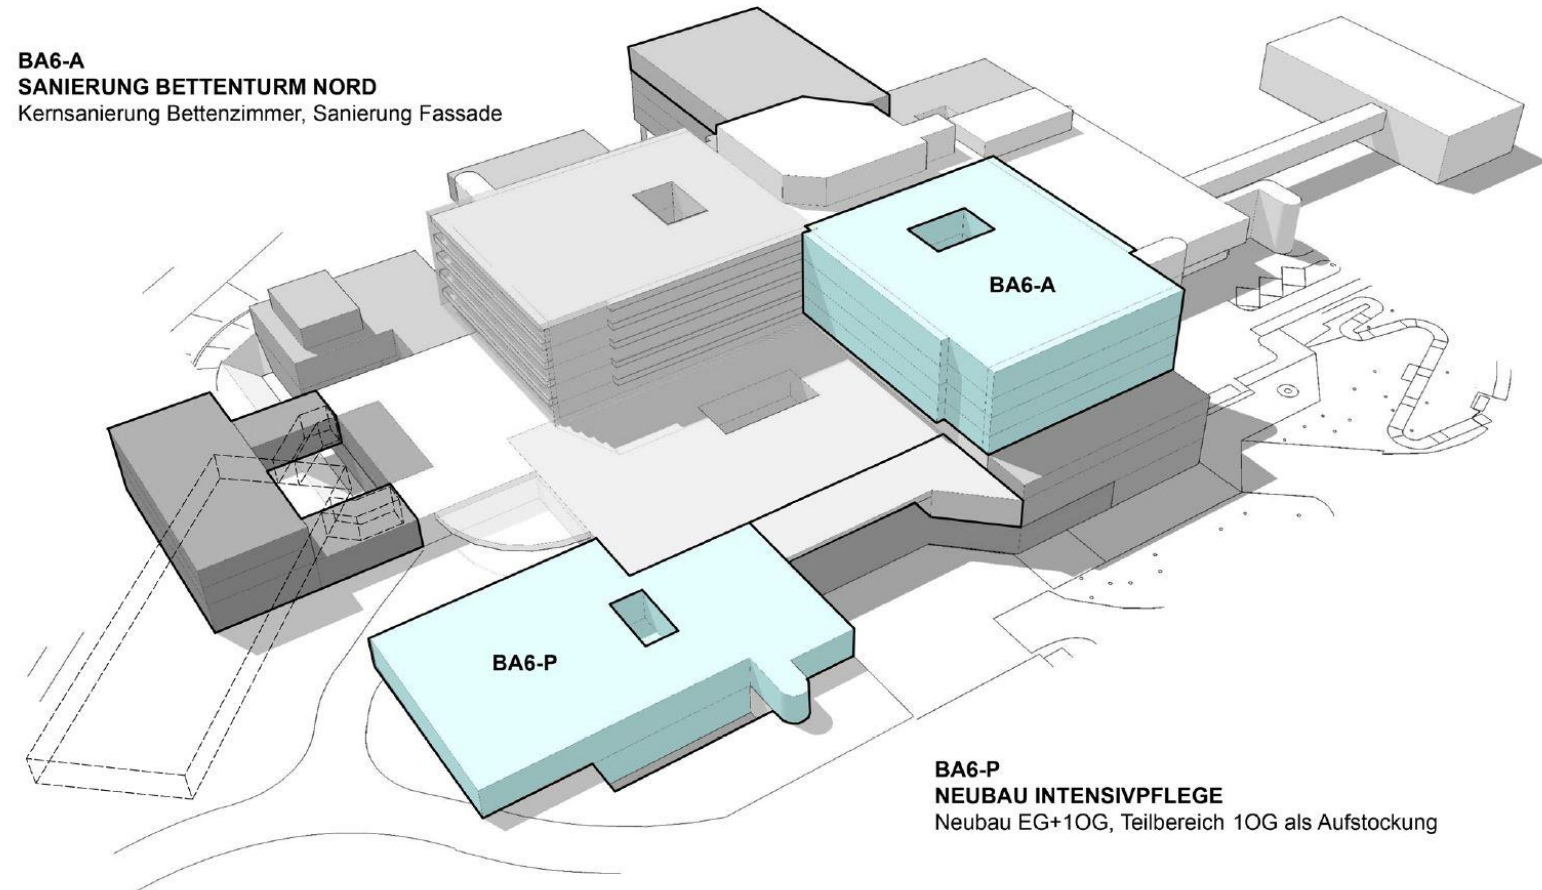 BA6-A
SANIERUNG BETTENTURM NORD
Kernsanierung Bettenzimmer, Sanierung Fassade
BA6-A
BA6-P
BA6-P
NEUBAU INTENSIVPFLEGE
Neubau EG+1OG, Teilbereich 1OG als Aufstockung